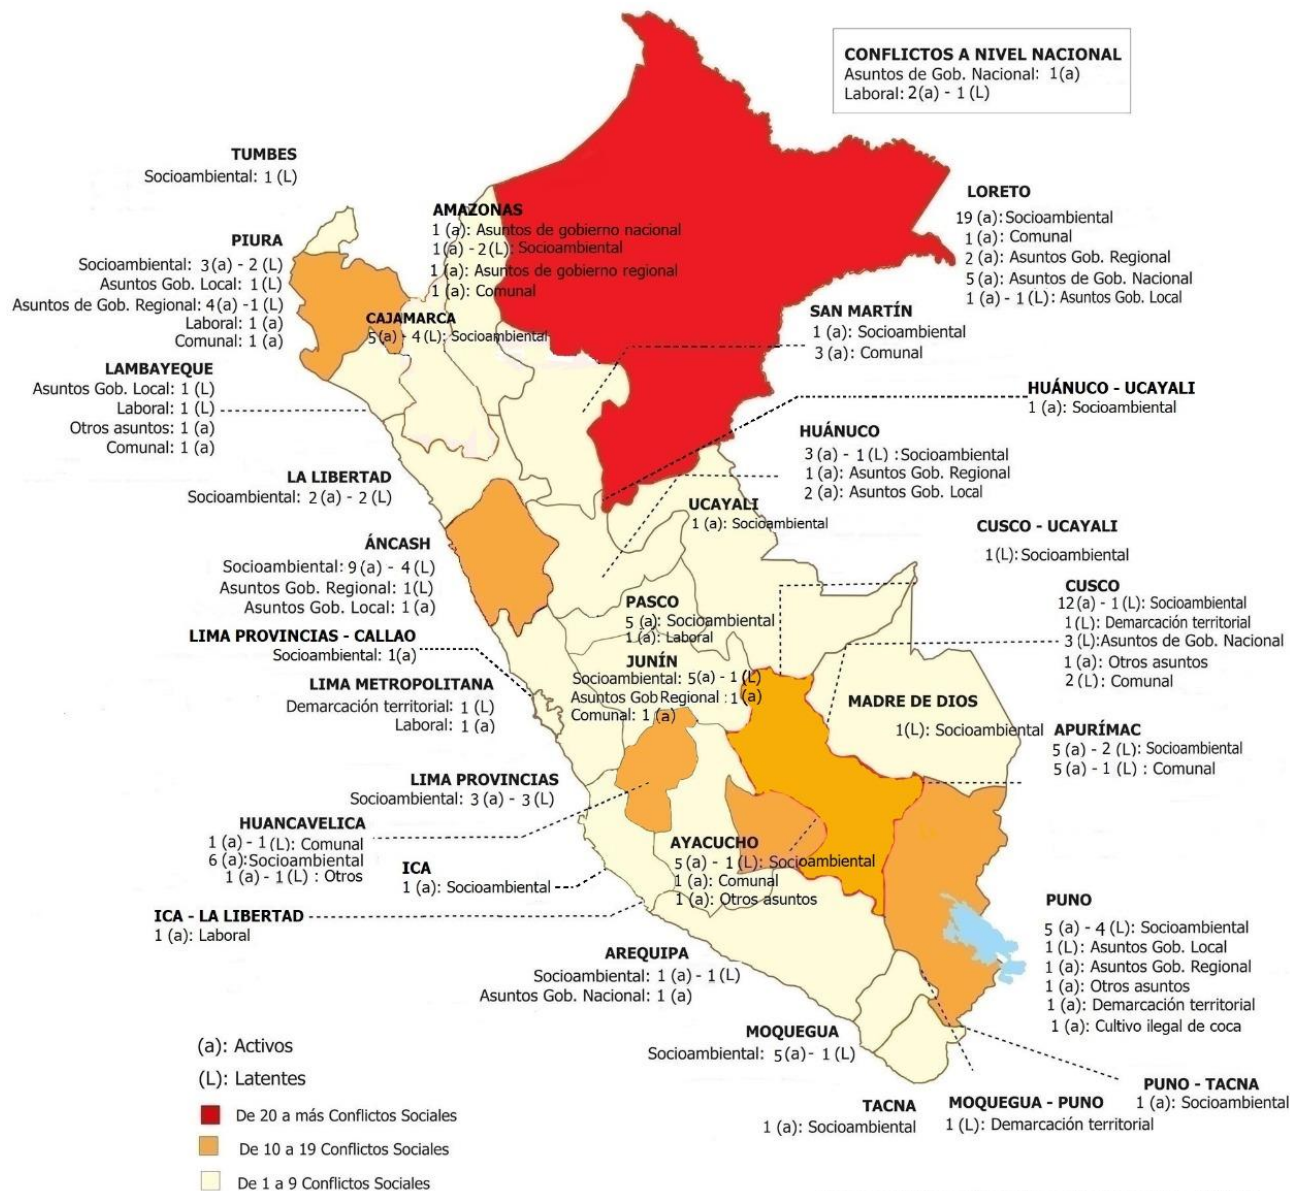 CONFLICTOS A NIVEL NACIONAL
Asuntos de Gob. Nacional: 1(a)
Laboral: 2(a) - 1(L)
TUMBES
Socioambiental: 1 (L)
PIURA
Socioambiental: 3(a) - 2 (L)
Asuntos Gob. Local: 1(L)
Asuntos de Gob. Regional: 4(a) -1 (L)
Laboral: 1 (a)
Comunal: 1 (a)
AMAZONAS
1 (a): Asuntos de gobierno nacional
1(a) - 2(L): Socioambiental
1 (a): Asuntos de gobierno regional
1 (a): Comunal
CAJAMARCA
5(a) - 4(L): Socioambiental
LORETO
19 (a): Socioambiental
1 (a): Comunal
2 (a): Asuntos Gob. Regional
5(a): Asuntos de Gob. Nacional
1 (a) - 1(L): Asuntos Gob. Local
SAN MARTÍN
1 (a): Socioambiental
3 (a): Comunal
LAMBAYEQUE
Asuntos Gob. Local: 1 (L)
Laboral: 1 (L)
Otros asuntos: 1 (a)
Comunal: 1 (a)
HUÁNUCO - UCAYALI
1 (a): Socioambiental
HUÁNUCO
3 (a) - 1(L) :Socioambiental
1(a): Asuntos Gob. Regional
2 (a): Asuntos Gob. Local
LA LIBERTAD
Socioambiental: 2(a) - 2(L)
UCAYALI
1 (a): Socioambiental
CUSCO - UCAYALI
1(L): Socioambiental
ÁNCASH
Socioambiental: 9(a) - 4(L)
Asuntos Gob. Regional: 1(L)
Asuntos Gob. Local: 1 (a)
CUSCO
12(a) - 1(L): Socioambiental
1(L): Demarcación territorial
3 (L):Asuntos de Gob. Nacional
1(a): Otros asuntos
2 (L): Comunal
PASCO
5 (a): Socioambiental
1(a): Laboral
LIMA PROVINCIAS - CALLAO
Socioambiental: 1(a)
JUNÍN
Socioambiental: 5(a) - 1(L)
Asuntos Gob Regional : 1 (a)
Comunal: 1 (a)
LIMA METROPOLITANA
Demarcación territorial: 1 (L)
Laboral: 1 (a)
MADRE DE DIOS
1(L): Socioambiental
APURÍMAC
5 (a) - 2 (L): Socioambiental
5(a) - 1(L) : Comunal
LIMA PROVINCIAS
Socioambiental: 3 (a) - 3(L)
HUANCAVELICA
1 (a) - 1(L): Comunal
6 (a):Socioambiental
1(a) - 1(L) : Otros
AYACUCHO
5(a) - 1(L): Socioambiental
1(a): Comunal
1(a): Otros asuntos
ICA
1 (a): Socioambiental
ICA - LA LIBERTAD
1 (a): Laboral
PUNO
5(a) - 4(L): Socioambiental
1(L): Asuntos Gob. Local
1(a): Asuntos Gob. Regional
1(a): Otros asuntos
1(a): Demarcación territorial
1 (a): Cultivo ilegal de coca
AREQUIPA
Socioambiental: 1 (a) - 1(L)
Asuntos Gob. Nacional: 1 (a)
MOQUEGUA
Socioambiental: 5(a)- 1(L)
TACNA
1 (a): Socioambiental
MOQUEGUA - PUNO
1 (L): Demarcación territorial
PUNO - TACNA
1 (a): Socioambiental
(a): Activos
(L): Latentes
De 20 a más Conflictos Sociales
De 10 a 19 Conflictos Sociales
De 1 a 9 Conflictos Sociales